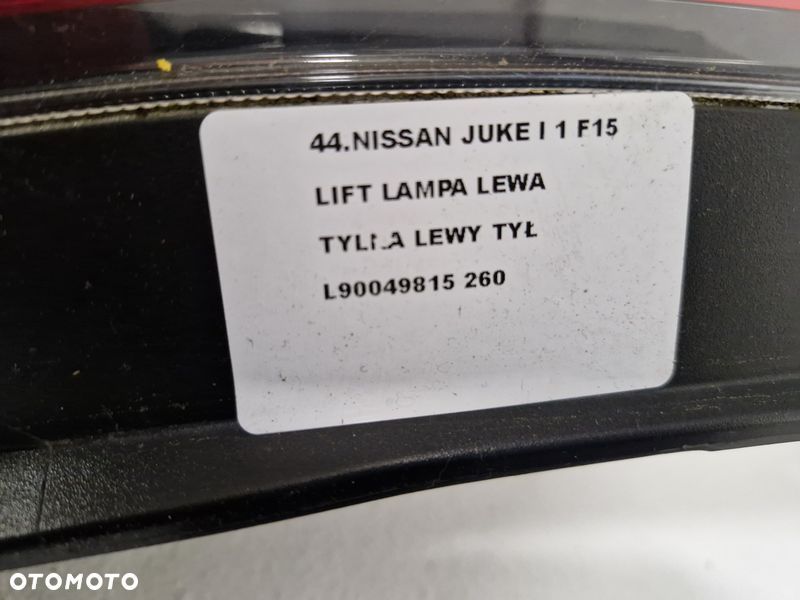 44.NISSAN JUKE I 1 F15
LIFT LAMPA LEWA
LEWY TYŁ
L90049815 260
OTOMOTO